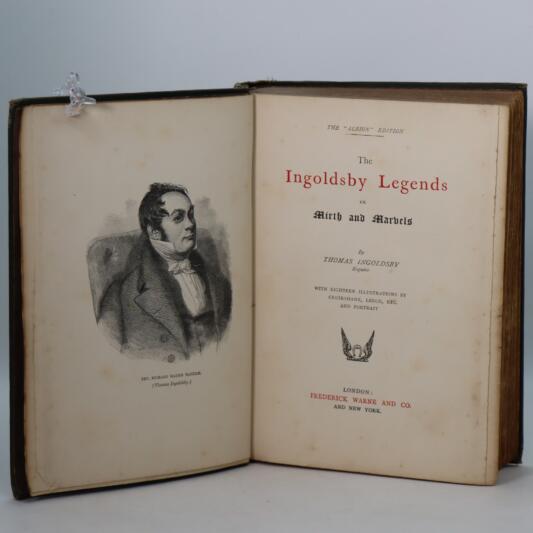 REV. RICHARD HARRIS BARHAM.
(Thomas Ingoldsby.)
THE "ALBION" EDITION
The
Ingoldsby Legends
OR
Mirth and Marvels
By
THOMAS INGOLDSBY
Esquire
WITH EIGHTEEN ILLUSTRATIONS BY
CRUIKSHANK, LEECH, ETC.
AND PORTRAIT
LONDON:
FREDERICK WARNE AND CO.
AND NEW YORK.